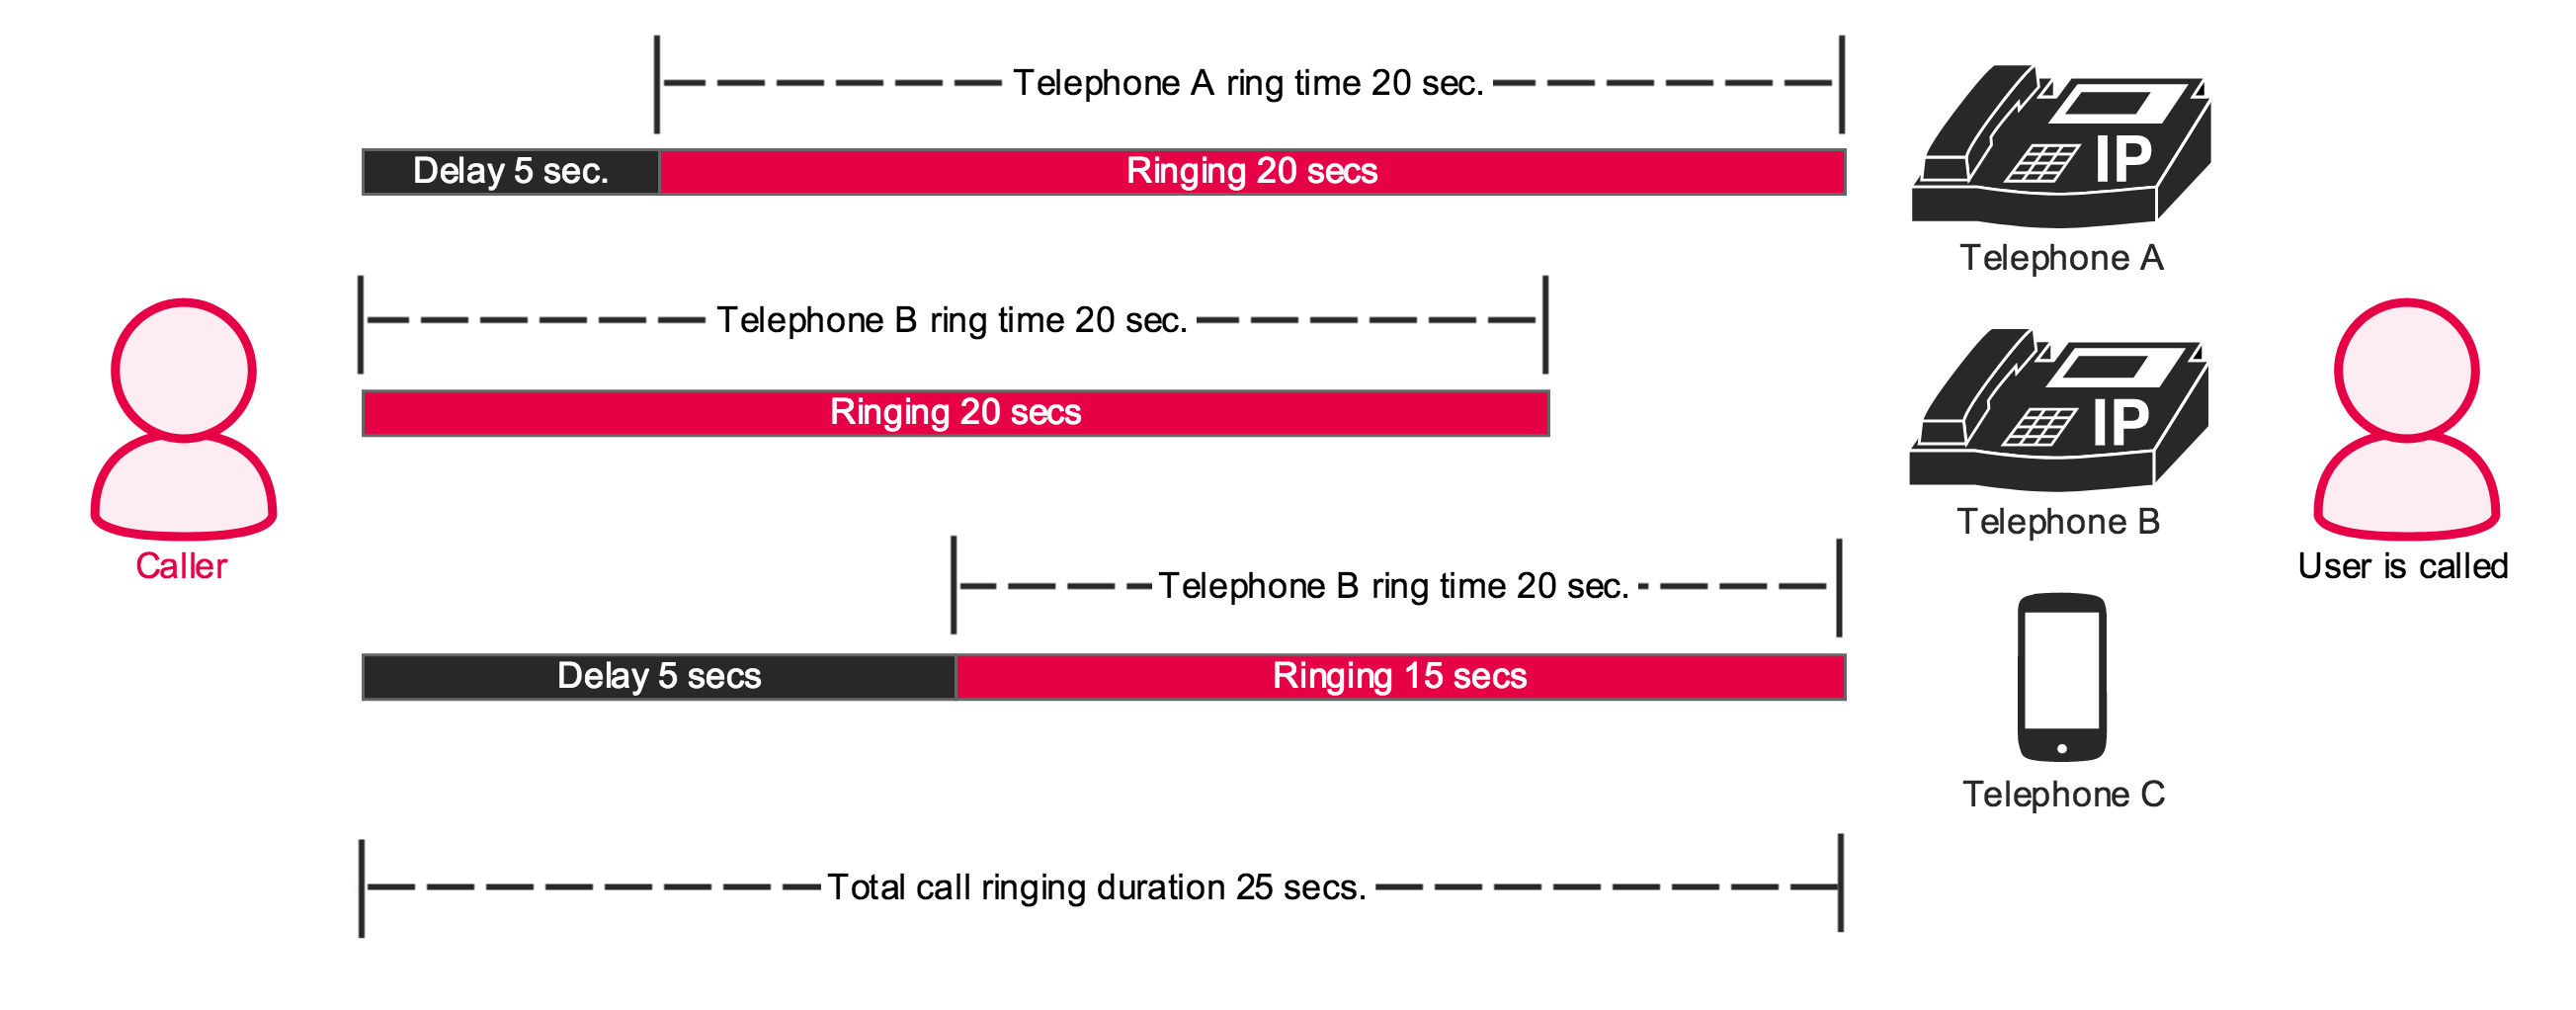 Telephone A ring time 20 sec.
Delay 5 sec.
Ringing 20 secs
IP
Telephone A
Telephone B ring time 20 sec.
Ringing 20 secs
IP
Telephone B
Caller
User is called
Telephone B ring time 20 sec.
Delay 5 secs
Ringing 15 secs
Telephone C
Total call ringing duration 25 secs.